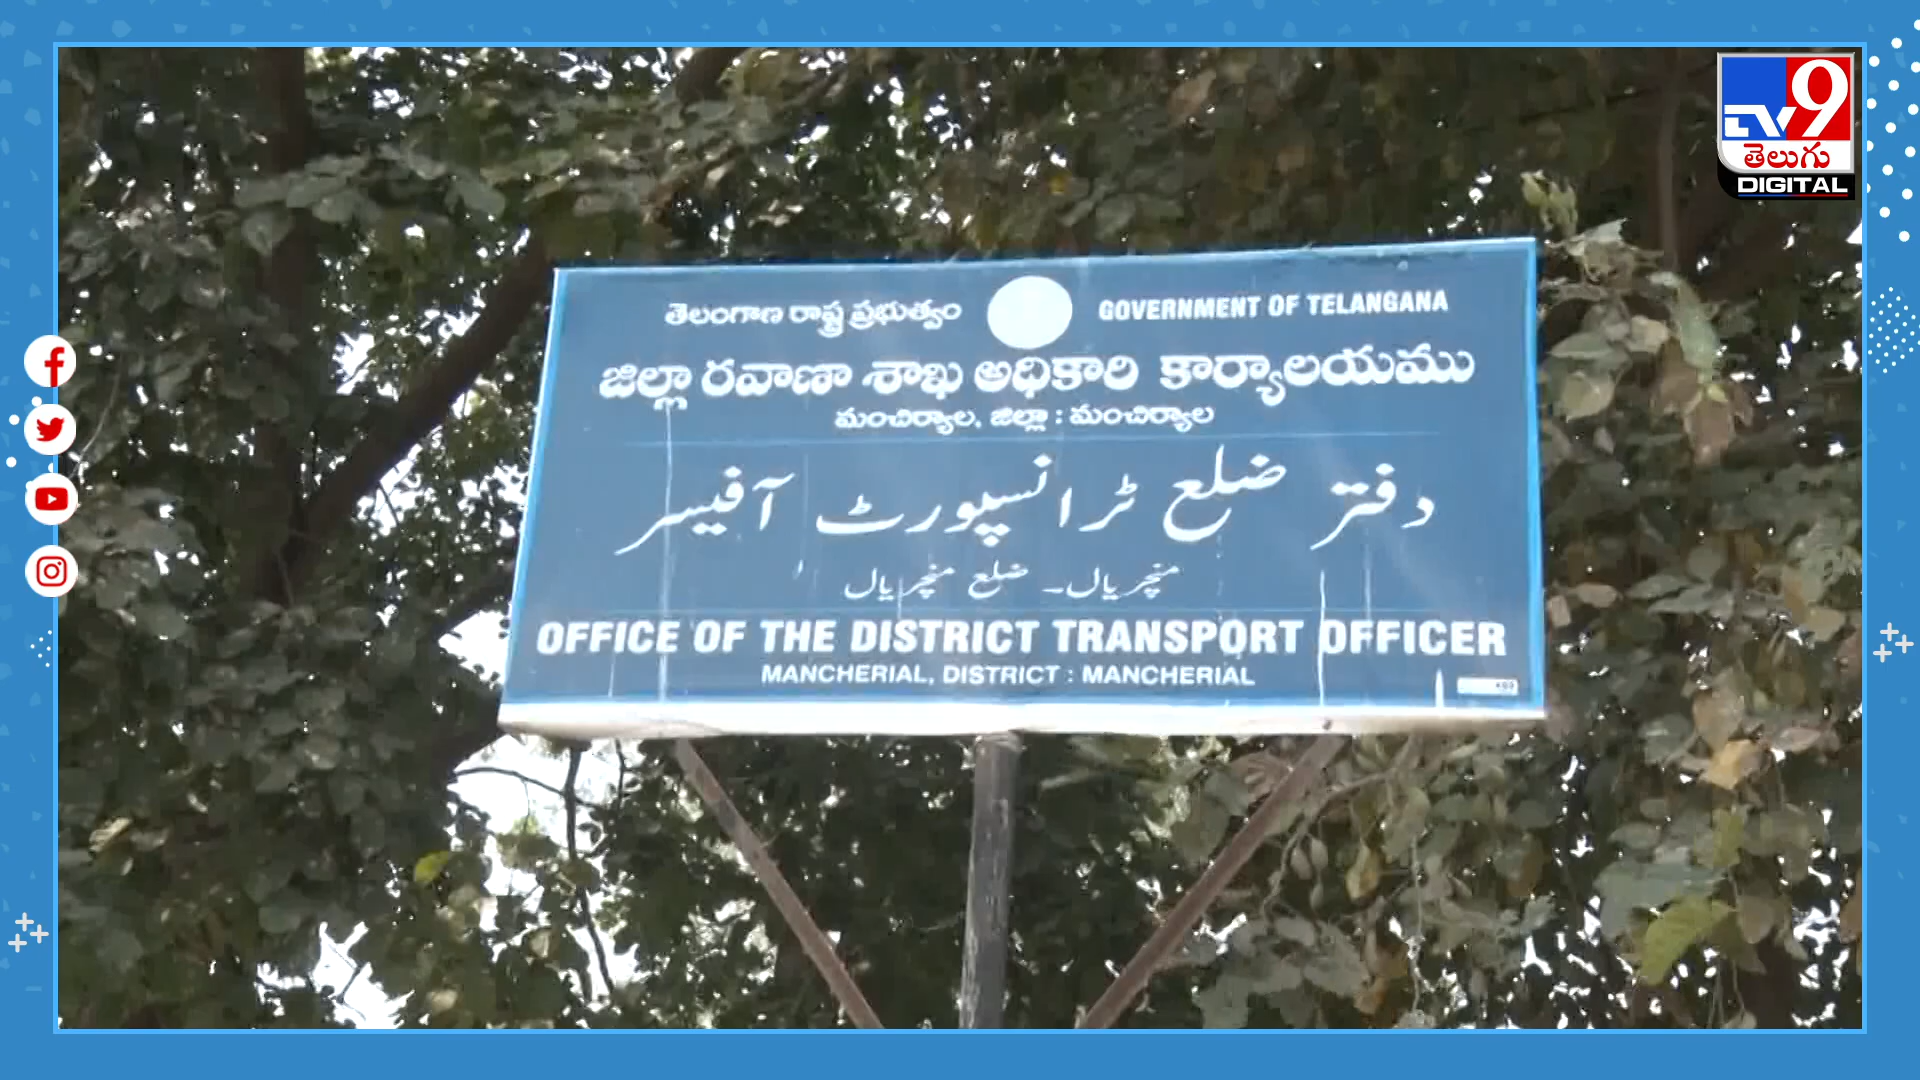 TV9
తెలుగు
DIGITAL
తెలంగాణ రాష్ట్ర ప్రభుత్వం GOVERNMENT OF TELANGANA
జిల్లా రవాణా శాఖ అధికారి కార్యాలయము
మంచిర్యాల, జిల్లా : మంచిర్యాల
دفتر ضلع ٹرانسپورٹ آفیسر
منچریال۔ ضلع منچریال
OFFICE OF THE DISTRICT TRANSPORT OFFICER
MANCHERIAL, DISTRICT : MANCHERIAL